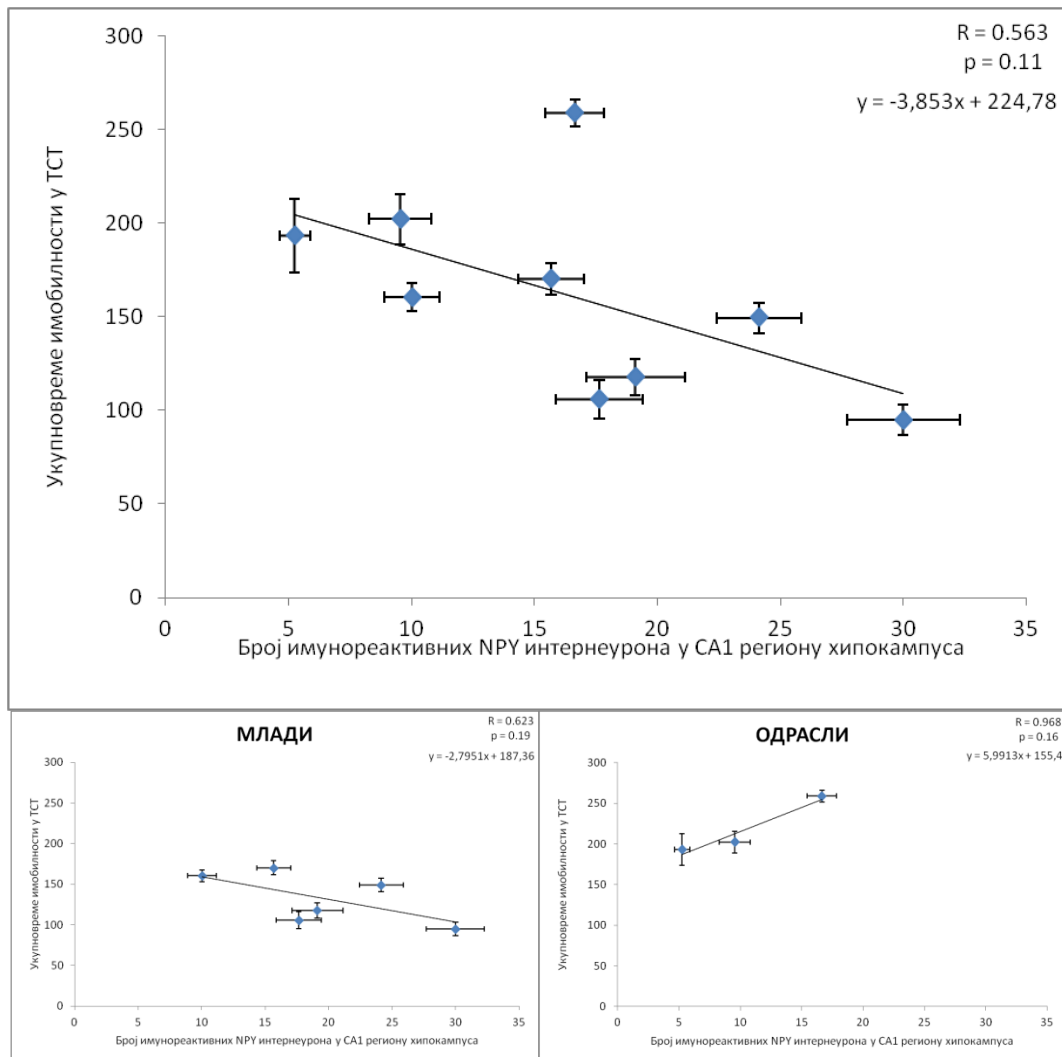 R = 0.563
p = 0.11
y = -3,853x + 224,78
Укупновреме имобилности у ТСТ
300
250
200
150
100
50
0
0 5 10 15 20 25 30 35
Број имунореактивних NPY интернеурона у CA1 региону хипокампуса
МЛАДИ
R = 0.623
p = 0.19
y = -2,7951x + 187,36
Укупновреме имобилности у ТСТ
300
250
200
150
100
50
0
0 5 10 15 20 25 30 35
Број имунореактивних NPY интернеурона у CA1 региону хипокампуса
ОДРАСЛИ
R = 0.968
p = 0.16
y = 5,9913x + 155,4
Укупновреме имобилности у ТСТ
300
250
200
150
100
50
0
0 5 10 15 20 25 30 35
Број имунореактивних NPY интернеурона у CA1 региону хипокампуса